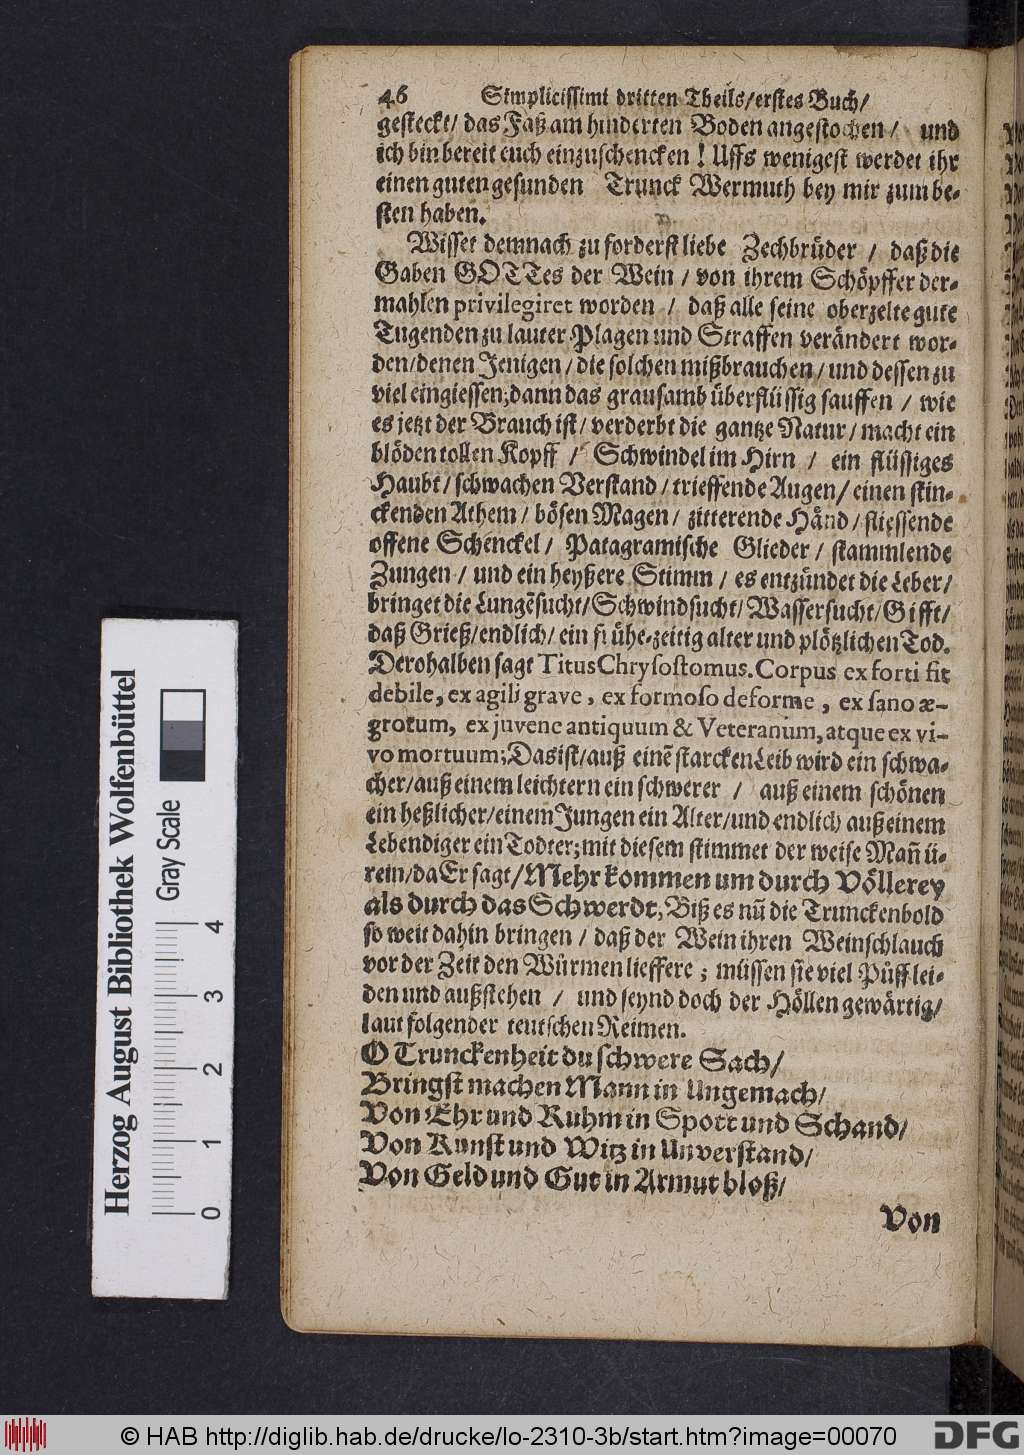 46 Simplicissimi dritten Theils/erstes Buch/
gesteckt/ das Faß am hinderten Boden angestochen / und
ich bin bereit euch einzuschencken ! Uffs wenigest werdet ihr
einen guten gesunden Trunck Wermuth bey mir zum be-
sten haben.
Wisset demnach zu forderst liebe Zechbrüder / daß die
Gaben GOTTes der Wein / von ihrem Schöpffer der-
mahlen privilegiret worden / daß alle seine oberzelte gute
Tugenden zu lauter Plagen und Straffen verändert wor-
den/denen Jenigen / die solchen mißbrauchen / und dessen zu
viel eingiessen; dann das grausamb überflüssig sauffen / wie
es jetzt der Brauch ist / verderbt die gantze Natur / macht ein
blöden tollen Kopff / Schwindel im Hirn / ein flüssiges
Haubt / schwachen Verstand / trieffende Augen / einen stin-
ckenden Athem / bösen Magen / zitterende Händ / fliessende
offene Schenckel / Patagramische Glieder / stammlende
Zungen / und ein heyßere Stimm / es entzündet die Leber /
bringet die Lungēsucht/Schwindsucht/ Wassersucht/Gifft/
daß Grieß/endlich/ ein frühe-zeitig alter und plötzlichen Tod.
Derohalben sagt Titus Chrysostomus. Corpus ex forti fit
debile, ex agili grave, ex formoso deforme, ex sano æ-
grotum, ex juvene antiquum & Veteranum, atque ex vi-
vo mortuum; Das ist/auß einē starcken Leib wird ein schwa-
cher/auß einem leichtern ein schwerer / auß einem schönen
ein heßlicher/einem Jungen ein Alter/und endlich auß einem
Lebendiger ein Todter; mit diesem stimmet der weise Mañ ü-
rein/da Er sagt/Mehr kommen um durch Völlerey
als durch das Schwerdt, Biß es nũ die Trunckenbold
so weit dahin bringen / daß der Wein ihren Weinschlauch
vor der Zeit den Würmen lieffere ; müssen sie viel Püff lei-
den und außstehen / und seynd doch der Höllen gewärtig/
laut folgender teutschen Reimen.
O Trunckenheit du schwere Sach/
Bringst machen Mann in Ungemach/
Von Ehr und Ruhm in Spott und Schand/
Von Kunst und Witz in Unverstand/
Von Geld und Gut in Armut bloß/
Von
Herzog August Bibliothek Wolfenbüttel
Gray Scale
0 1 2 3 4
© HAB http://diglib.hab.de/drucke/lo-2310-3b/start.htm?image=00070
DFG